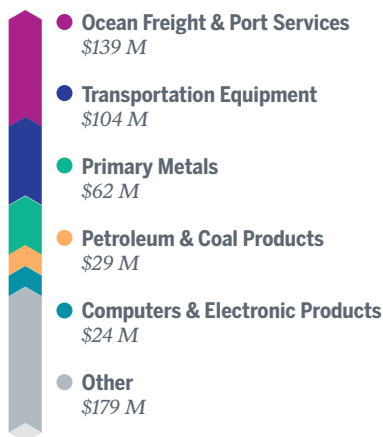 Ocean Freight & Port Services
$139 M
Transportation Equipment
$104 M
Primary Metals
$62 M
Petroleum & Coal Products
$29 M
Computers & Electronic Products
$24 M
Other
$179 M